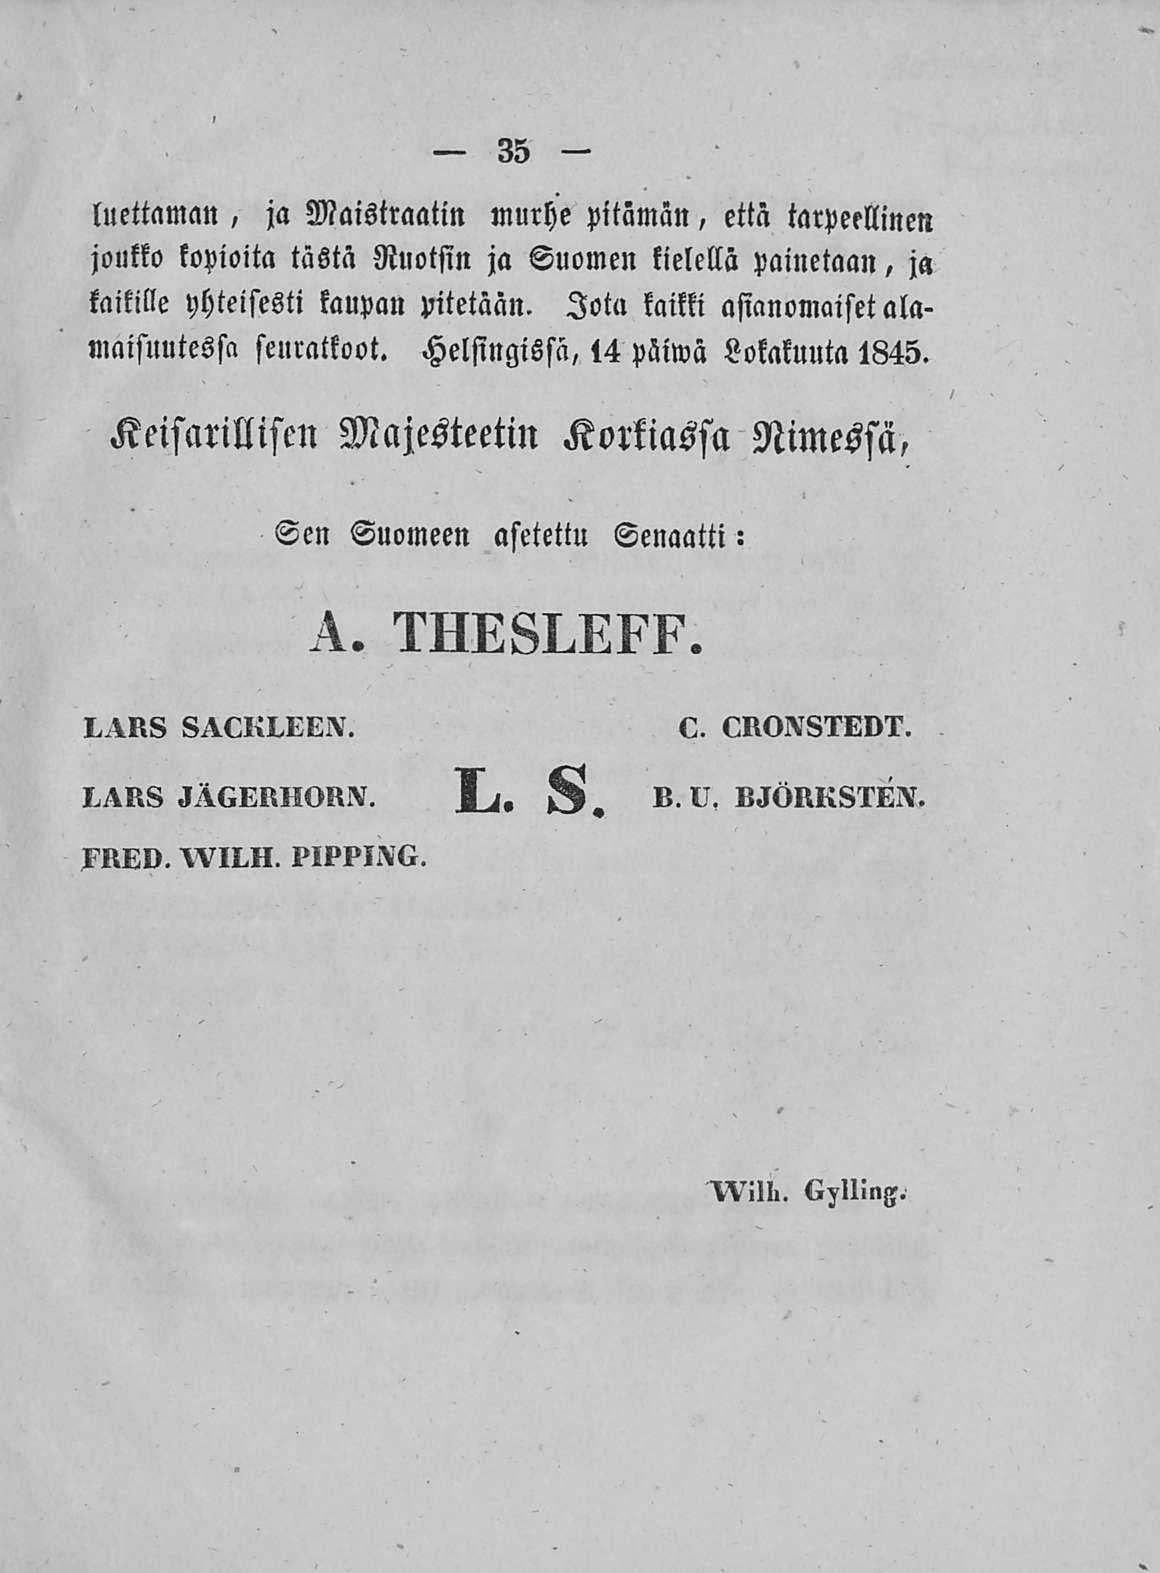 — 35 —
luettaman, ja Maistraatin murhe pitämän, että tarpeellinen
joukko kopioita tästä Ruotsin ja Suomen kielellä painetaan, ja
kaikille yhteisesti kaupan pitetään. Jota kaikki asianomaiset ala-
maisuutessa seuratkoot. Helsingissä, 14 päiwä Lokakuuta 1845.
Keisarillisen Majesteetin Korkiassa Nimessä,
Sen Suomeen asetettu Senaatti:
A. THESLEFF.
LARS SACKLEEN. C. CRONSTEDT.
LARS JÄGERHORN. L. S. B. U. BJÖRKSTÉN.
FRED. WILH. PIPPING.
Wilh. Gylling.